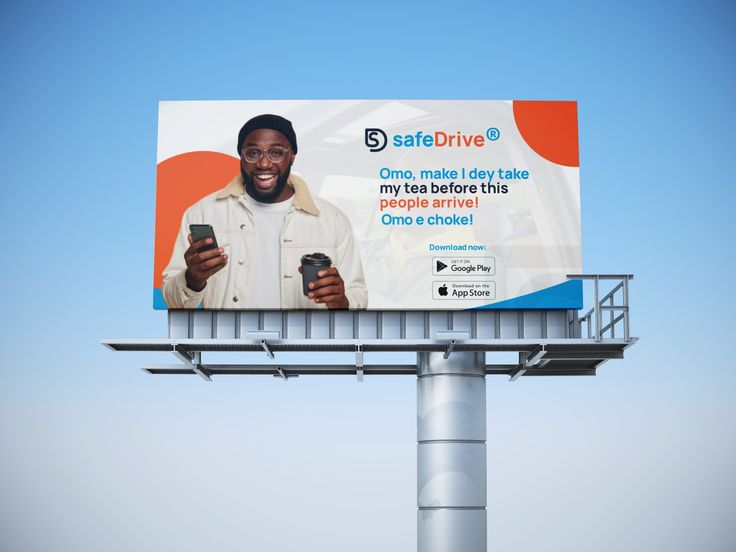 safeDrive®
Omo, make I dey take
my tea before this
people arrive!
Omo e choke!
Download now:
GET IT ON
Google Play
Download on the
App Store